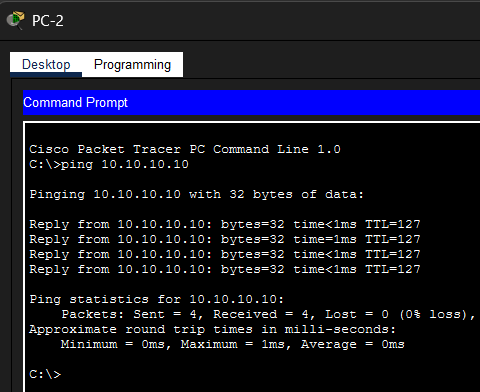 PC-2
Desktop Programming
Command Prompt
Cisco Packet Tracer PC Command Line 1.0
C:\>ping 10.10.10.10
Pinging 10.10.10.10 with 32 bytes of data:
Reply from 10.10.10.10: bytes=32 time<1ms TTL=127
Reply from 10.10.10.10: bytes=32 time=1ms TTL=127
Reply from 10.10.10.10: bytes=32 time<1ms TTL=127
Reply from 10.10.10.10: bytes=32 time<1ms TTL=127
Ping statistics for 10.10.10.10:
Packets: Sent = 4, Received = 4, Lost = 0 (0% loss),
Approximate round trip times in milli-seconds:
Minimum = 0ms, Maximum = 1ms, Average = 0ms
C:\>